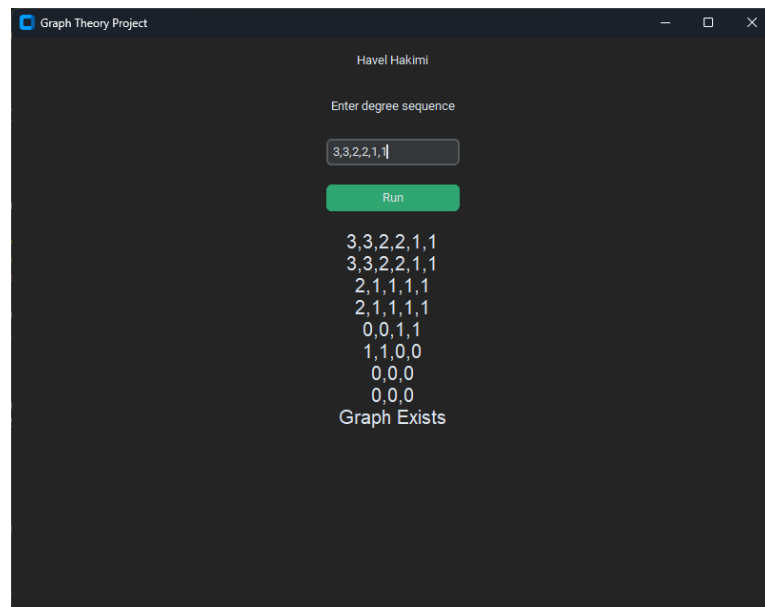 Graph Theory Project
Havel Hakimi
Enter degree sequence
3,3,2,2,1,1
Run
3,3,2,2,1,1
3,3,2,2,1,1
2,1,1,1,1
2,1,1,1,1
0,0,1,1
1,1,0,0
0,0,0
0,0,0
Graph Exists